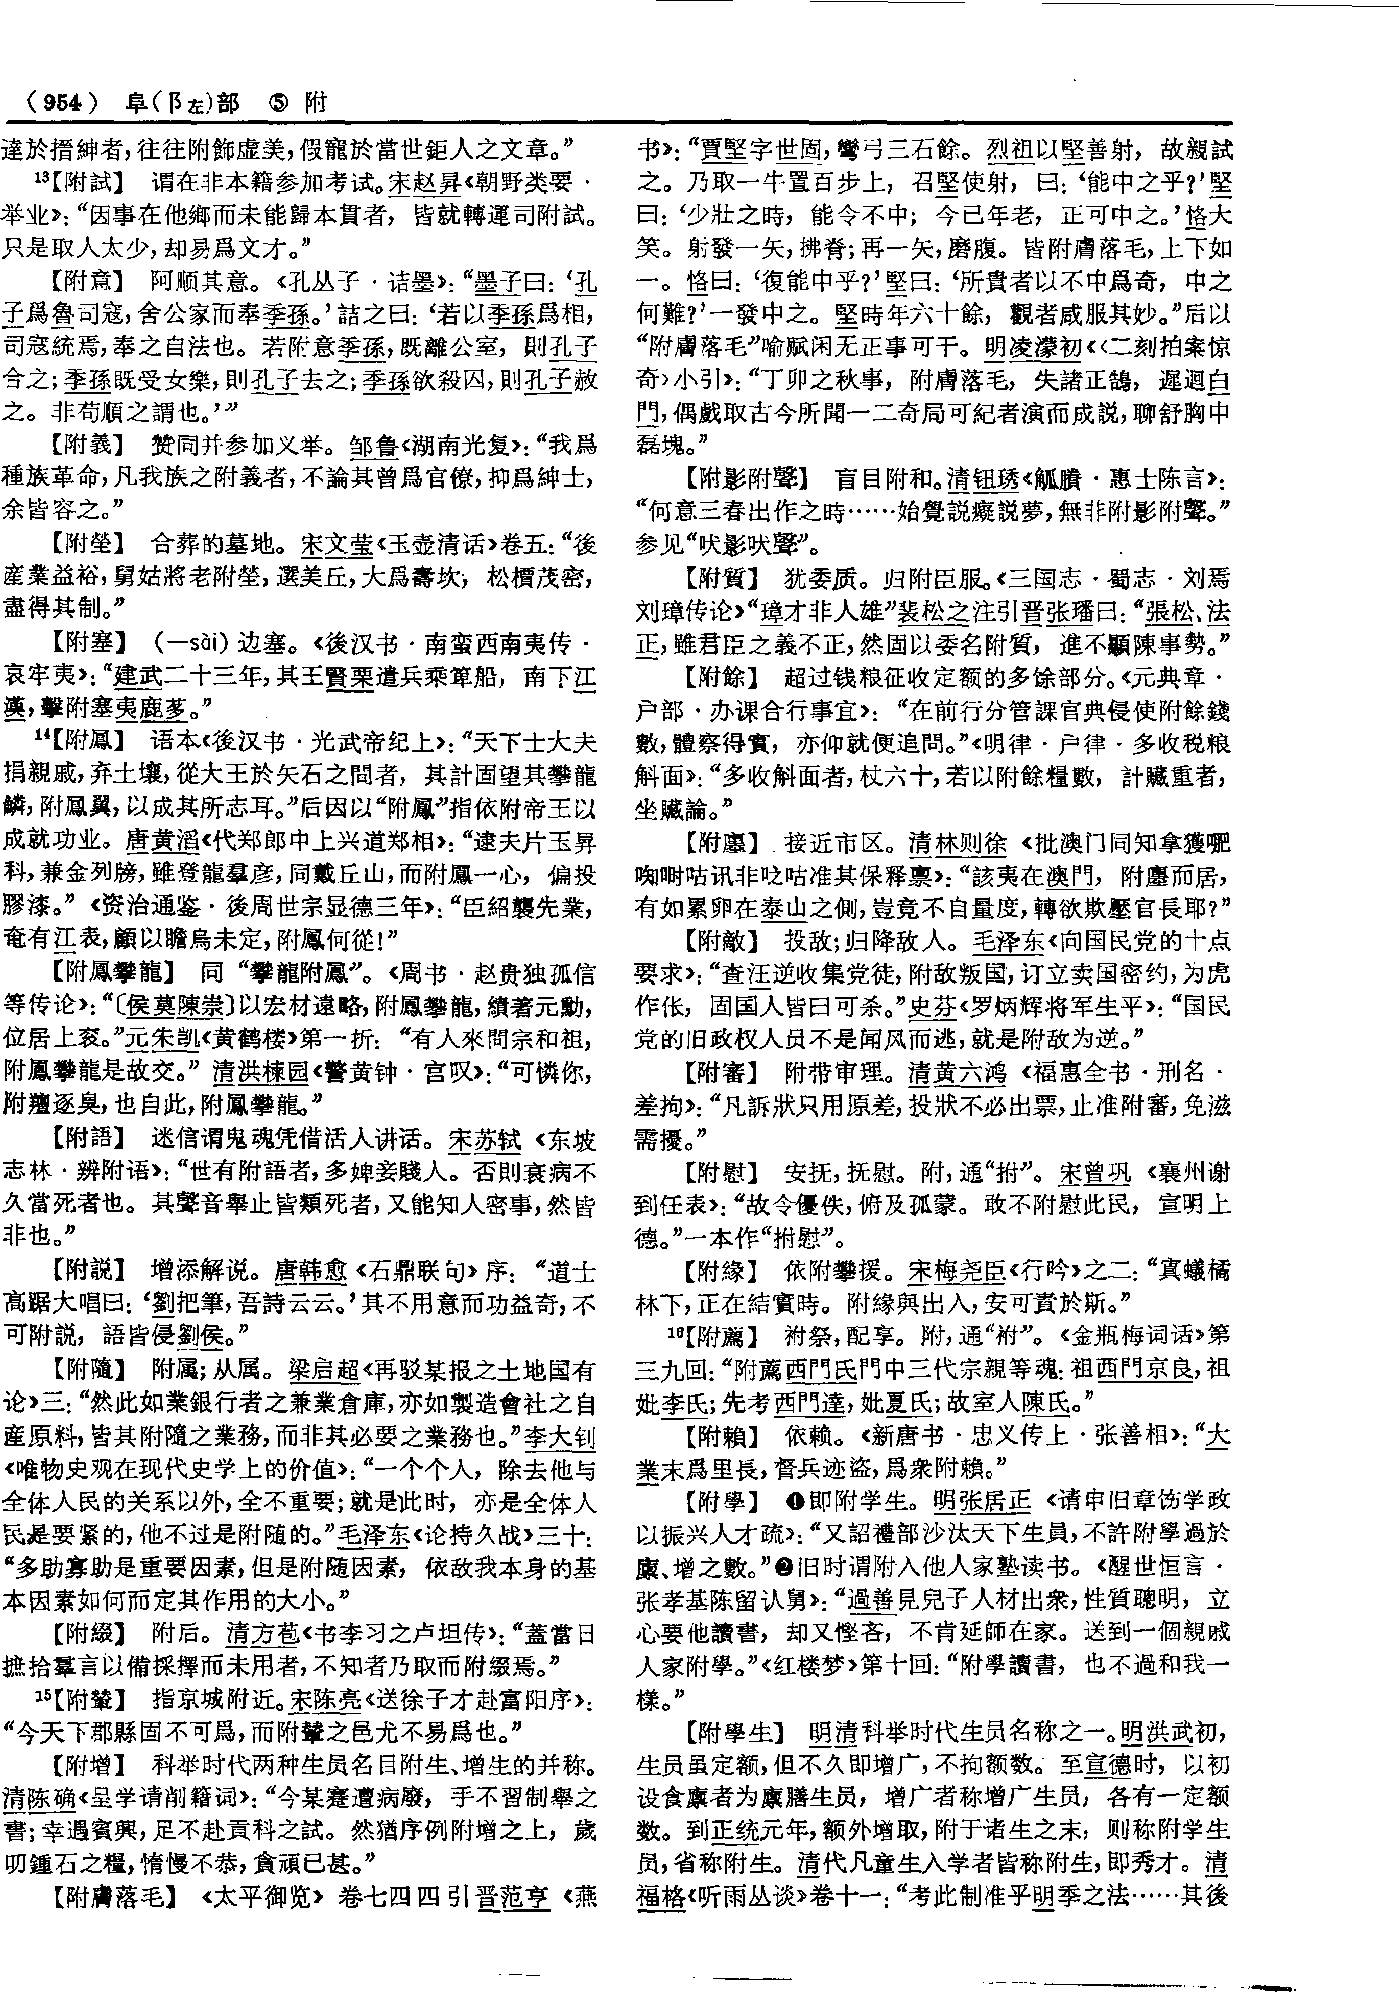 （954） 阜(阝左)部 ⑤ 附
達於搢紳者，往往附飾虛美，假寵於當世鉅人之文章。”
¹³【附試】 谓在非本籍参加考试。宋赵昇《朝野类要·
举业》：“因事在他鄉而未能歸本貫者，皆就轉運司附試。
只是取人太少，却易爲文才。”
【附意】 阿顺其意。《孔丛子·诘墨》：“墨子曰：‘孔
子爲魯司寇，舍公家而奉季孫。’詰之曰：‘若以季孫爲相，
司寇統焉，奉之自法也。若附意季孫，既離公室，則孔子
合之；季孫既受女樂，則孔子去之；季孫欲殺囚，則孔子赦
之。非苟順之謂也。’”
【附義】 赞同并参加义举。邹鲁《湖南光复》：“我爲
種族革命，凡我族之附義者，不論其曾爲官僚，抑爲紳士，
余皆容之。”
【附塋】 合葬的墓地。宋文莹《玉壶清话》卷五：“後
産業益裕，舅姑將老附塋，選美丘，大爲壽坎，松檟茂密，
盡得其制。”
【附塞】 (—sài) 边塞。《後汉书·南蛮西南夷传·
哀牢夷》：“建武二十三年，其王賢栗遣兵乘箄船，南下江
漢，擊附塞夷鹿茤。”
¹⁴【附鳳】 语本《後汉书·光武帝纪上》：“天下士大夫
捐親戚，弃土壤，從大王於矢石之間者，其計固望其攀龍
鱗，附鳳翼，以成其所志耳。”后因以“附鳳”指依附帝王以
成就功业。唐黄滔《代郑郎中上兴道郑相》：“逮夫片玉昇
科，兼金列牓，雖登龍羣彦，同戴丘山，而附鳳一心，偏投
膠漆。”《资治通鉴·後周世宗显德三年》：“臣紹襲先業，
奄有江表，顧以瞻烏未定，附鳳何從！”
【附鳳攀龍】 同“攀龍附鳳”。《周书·赵贵独孤信
等传论》：“〔侯莫陳崇〕以宏材遠略，附鳳攀龍，績著元勳，
位居上衮。”元朱凯《黄鹤楼》第一折：“有人來問宗和祖，
附鳳攀龍是故交。”清洪楝园《警黄钟·宫叹》：“可憐你，
附羶逐臭，也自此，附鳳攀龍。”
【附語】 迷信谓鬼魂凭借活人讲话。宋苏轼《东坡
志林·辨附语》：“世有附語者，多婢妾賤人。否則衰病不
久當死者也。其聲音舉止皆類死者，又能知人密事，然皆
非也。”
【附説】 增添解说。唐韩愈《石鼎联句》序：“道士
高踞大唱曰：‘劉把筆，吾詩云云。’其不用意而功益奇，不
可附説，語皆侵劉侯。”
【附隨】 附属；从属。梁启超《再驳某报之土地国有
论》三：“然此如業銀行者之兼業倉庫，亦如製造會社之自
産原料，皆其附隨之業務，而非其必要之業務也。”李大钊
《唯物史观在现代史学上的价值》：“一个个人，除去他与
全体人民的关系以外，全不重要；就是此时，亦是全体人
民是要紧的，他不过是附随的。”毛泽东《论持久战》三十：
“多助寡助是重要因素，但是附随因素，依敌我本身的基
本因素如何而定其作用的大小。”
【附綴】 附后。清方苞《书李习之卢坦传》：“蓋當日
摭拾羣言以備採擇而未用者，不知者乃取而附綴焉。”
¹⁵【附輦】 指京城附近。宋陈亮《送徐子才赴富阳序》：
“今天下郡縣固不可爲，而附輦之邑尤不易爲也。”
【附增】 科举时代两种生员名目附生、增生的并称。
清陈确《呈学请削籍词》：“今某蹇遭病廢，手不習制舉之
書；幸遇賓興，足不赴貢科之試。然猶序例附增之上，歲
叨鍾石之糧，惰慢不恭，貪頑已甚。”
【附膚落毛】 《太平御览》卷七四四引晋范亨《燕
书》：“賈堅字世固，彎弓三石餘。烈祖以堅善射，故親試
之。乃取一牛置百步上，召堅使射，曰：‘能中之乎？’堅
曰：‘少壯之時，能令不中；今已年老，正可中之。’恪大
笑。射發一矢，拂脊；再一矢，磨腹。皆附膚落毛，上下如
一。恪曰：‘復能中乎？’堅曰：‘所貴者以不中爲奇，中之
何難？’一發中之。堅時年六十餘，觀者咸服其妙。”后以
“附膚落毛”喻赋闲无正事可干。明凌濛初《〈二刻拍案惊
奇〉小引》：“丁卯之秋事，附膚落毛，失諸正鵠，遲迴白
門，偶戲取古今所聞一二奇局可紀者演而成説，聊舒胸中
磊塊。”
【附影附聲】 盲目附和。清钮琇《觚賸·惠士陈言》：
“何意三春出作之時……始覺説癡説夢，無非附影附聲。”
参见“吠影吠聲”。
【附質】 犹委质。归附臣服。《三国志·蜀志·刘焉
刘璋传论》“璋才非人雄”裴松之注引晋张璠曰：“張松、法
正，雖君臣之義不正，然固以委名附質，進不顯陳事勢。”
【附餘】 超过钱粮征收定额的多馀部分。《元典章·
户部·办课合行事宜》：“在前行分管課官典侵使附餘錢
數，體察得實，亦仰就便追問。”《明律·户律·多收税粮
斛面》：“多收斛面者，杖六十，若以附餘糧數，計贓重者，
坐贓論。”
【附廛】 接近市区。清林则徐《批澳门同知拿獲吧
咖唎咕讯非吃咕准其保释禀》：“該夷在澳門，附廛而居，
有如累卵在泰山之側，豈竟不自量度，轉欲欺壓官長耶？”
【附敵】 投敌；归降敌人。毛泽东《向国民党的十点
要求》：“查汪逆收集党徒，附敌叛国，订立卖国密约，为虎
作伥，固国人皆曰可杀。”史芬《罗炳辉将军生平》：“国民
党的旧政权人员不是闻风而逃，就是附敌为逆。”
【附審】 附带审理。清黄六鸿《福惠全书·刑名·
差拘》：“凡訴狀只用原差，投狀不必出票，止准附審，免滋
需擾。”
【附慰】 安抚，抚慰。附，通“拊”。宋曾巩《襄州谢
到任表》：“故令優佚，俯及孤蒙。敢不附慰此民，宣明上
德。”一本作“拊慰”。
【附緣】 依附攀援。宋梅尧臣《行吟》之二：“真蟻橘
林下，正在結實時。附緣與出入，安可責於斯。”
¹⁶【附薦】 祔祭，配享。附，通“祔”。《金瓶梅词话》第
三九回：“附薦西門氏門中三代宗親等魂：祖西門京良，祖
妣李氏；先考西門達，妣夏氏；故室人陳氏。”
【附賴】 依赖。《新唐书·忠义传上·张善相》：“大
業末爲里長，督兵迹盜，爲衆附賴。”
【附學】 ❶即附学生。明张居正《请申旧章饬学政
以振兴人才疏》：“又詔禮部沙汰天下生員，不許附學過於
廩、增之數。”❷旧时谓附入他人家塾读书。《醒世恒言·
张孝基陈留认舅》：“過善見兒子人材出衆，性質聰明，立
心要他讀書，却又慳吝，不肯延師在家。送到一個親戚
人家附學。”《红楼梦》第十回：“附學讀書，也不過和我一
樣。”
【附學生】 明清科举时代生员名称之一。明洪武初，
生员虽定额，但不久即增广，不拘额数。至宣德时，以初
设食廪者为廪膳生员，增广者称增广生员，各有一定额
数。到正统元年，额外增取，附于诸生之末，则称附学生
员，省称附生。清代凡童生入学者皆称附生，即秀才。清
福格《听雨丛谈》卷十一：“考此制准乎明季之法……其後